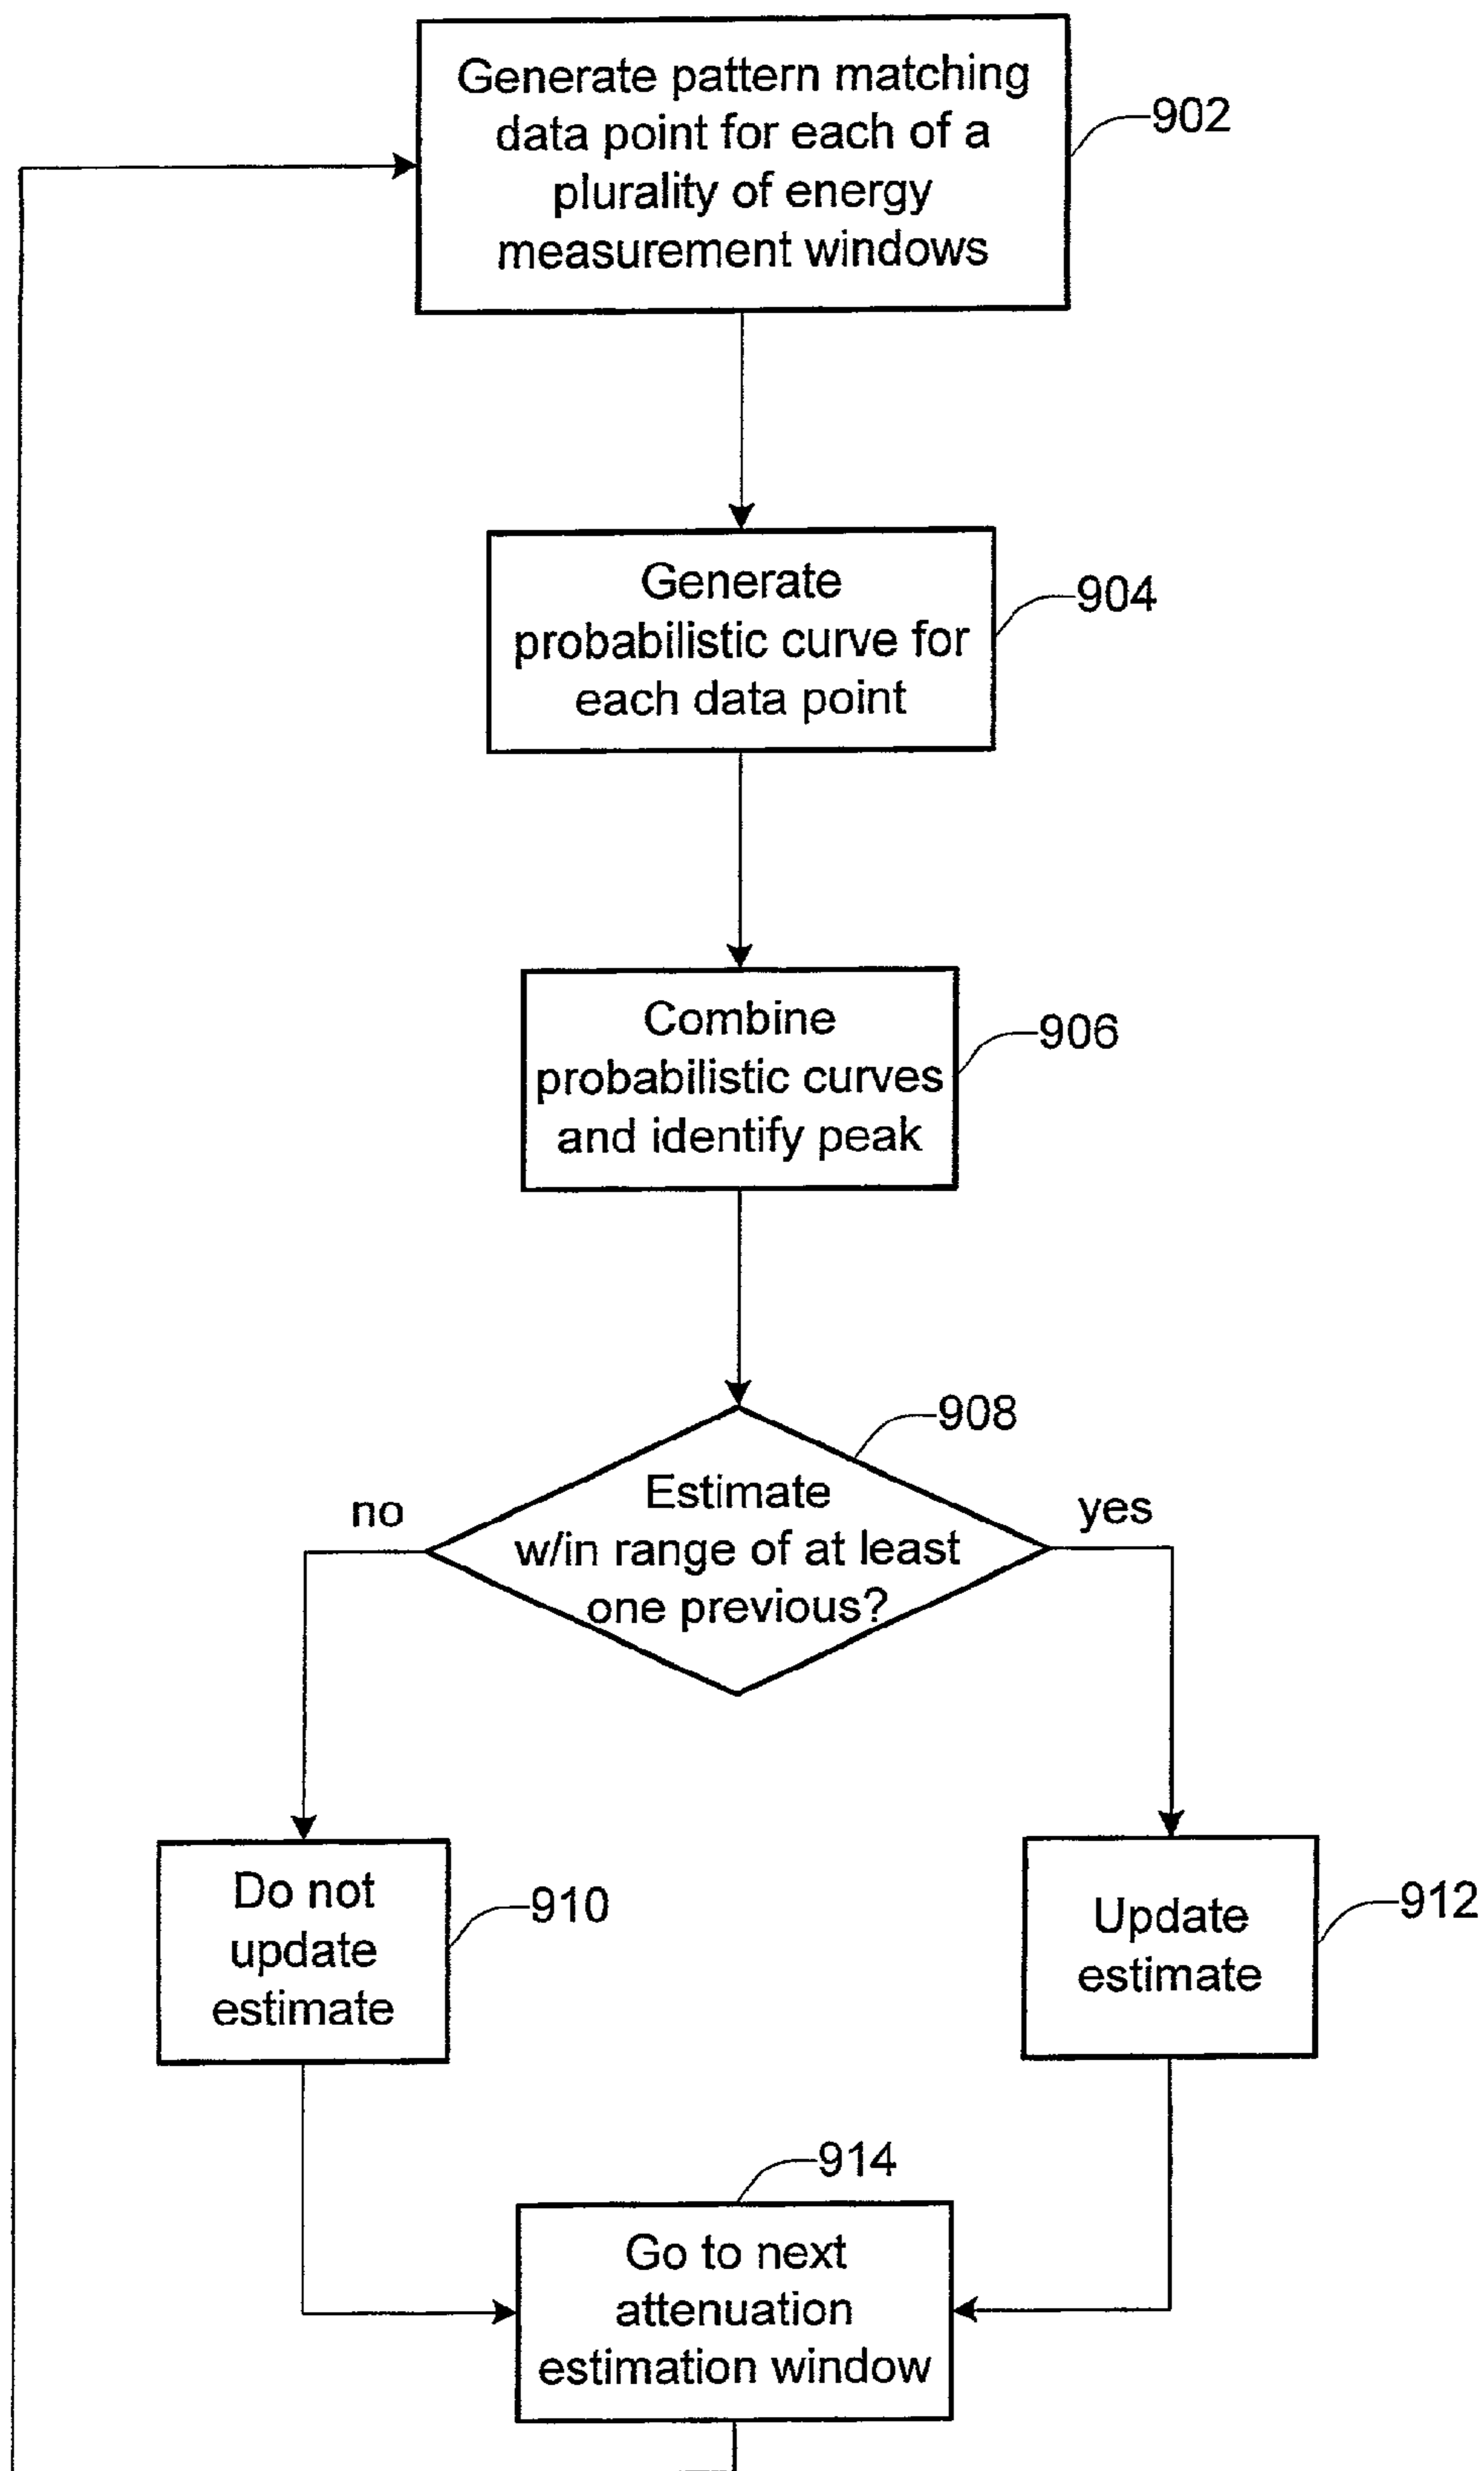 Generate pattern matching
data point for each of a
plurality of energy
measurement windows
902
Generate
probabilistic curve for
each data point
904
Combine
probabilistic curves
and identify peak
906
908
Estimate
w/in range of at least
one previous?
no
yes
Do not
update
estimate
910
Update
estimate
912
914
Go to next
attenuation
estimation window